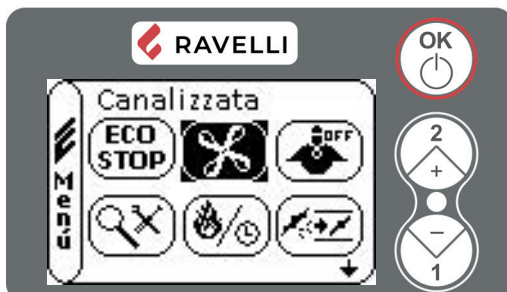 RAVELLI
OK
Canalizzata
Menú
ECO
STOP
OFF
2
+
−
1